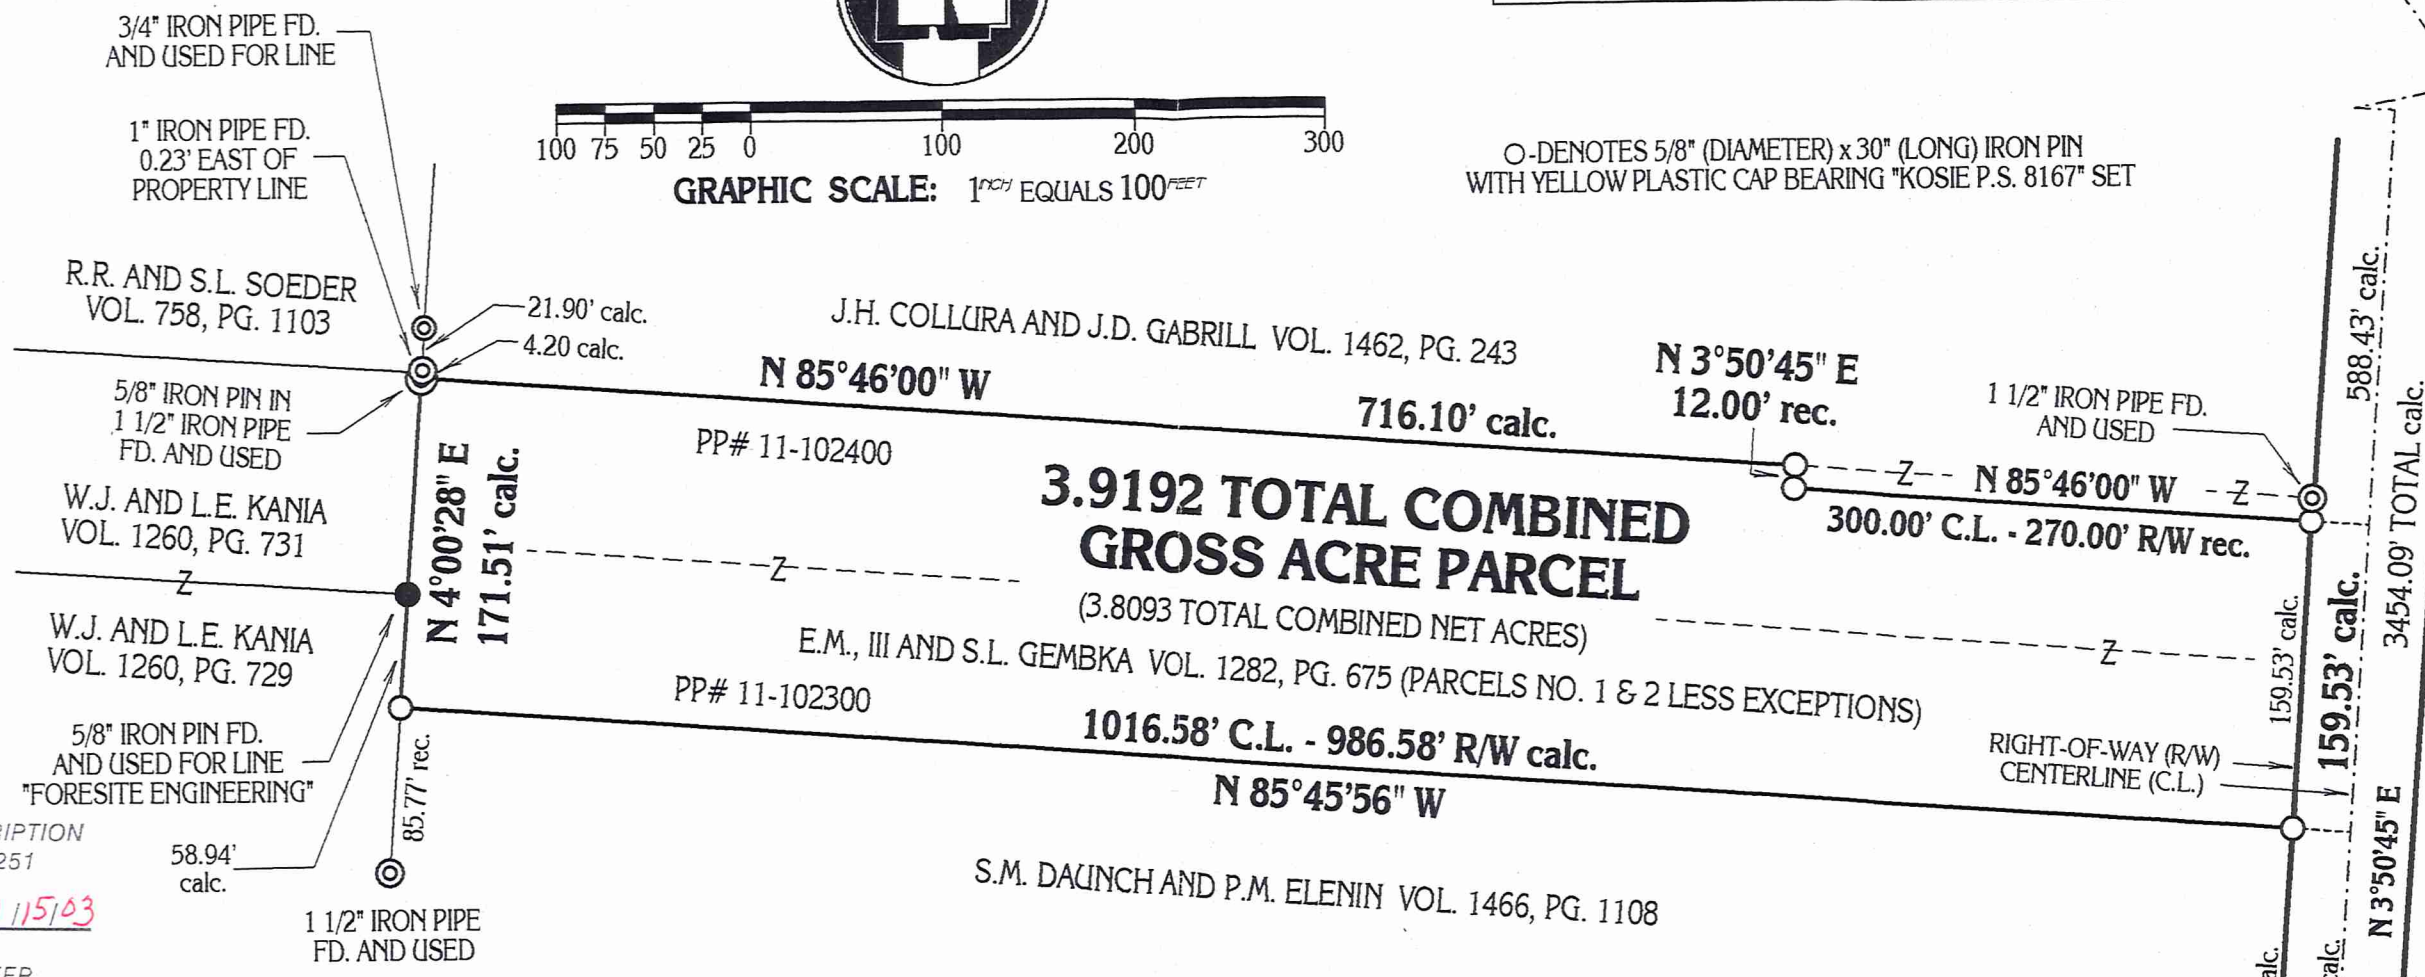 3/4" IRON PIPE FD.
AND USED FOR LINE
1" IRON PIPE FD.
0.23' EAST OF
PROPERTY LINE
100 75 50 25 0 100 200 300
GRAPHIC SCALE: 1INCH EQUALS 100FEET
O-DENOTES 5/8" (DIAMETER) x 30" (LONG) IRON PIN
WITH YELLOW PLASTIC CAP BEARING "KOSIE P.S. 8167" SET
R.R. AND S.L. SOEDER
VOL. 758, PG. 1103
21.90' calc.
4.20 calc.
J.H. COLLURA AND J.D. GABRILL VOL. 1462, PG. 243
N 85°46'00" W
716.10' calc.
N 3°50'45" E
12.00' rec.
1 1/2" IRON PIPE FD.
AND USED
588.43' calc.
3454.09' TOTAL calc.
5/8" IRON PIN IN
1 1/2" IRON PIPE
FD. AND USED
PP# 11-102400
Z N 85°46'00" W Z
300.00' C.L. - 270.00' R/W rec.
N 4°00'28" E
171.51' calc.
3.9192 TOTAL COMBINED
GROSS ACRE PARCEL
(3.8093 TOTAL COMBINED NET ACRES)
W.J. AND L.E. KANIA
VOL. 1260, PG. 731
Z
Z
Z
W.J. AND L.E. KANIA
VOL. 1260, PG. 729
E.M., III AND S.L. GEMBKA VOL. 1282, PG. 675 (PARCELS NO. 1 & 2 LESS EXCEPTIONS)
PP# 11-102300
159.53' calc.
159.53' calc.
1016.58' C.L. - 986.58' R/W calc.
N 85°45'56" W
RIGHT-OF-WAY (R/W)
CENTERLINE (C.L.)
5/8" IRON PIN FD.
AND USED FOR LINE
"FORESITE ENGINEERING"
85.77' rec.
N 3°50'45" E
IPTION
251
58.94'
calc.
/15/03
S.M. DAUNCH AND P.M. ELENIN VOL. 1466, PG. 1108
1 1/2" IRON PIPE
FD. AND USED
alc.
calc.